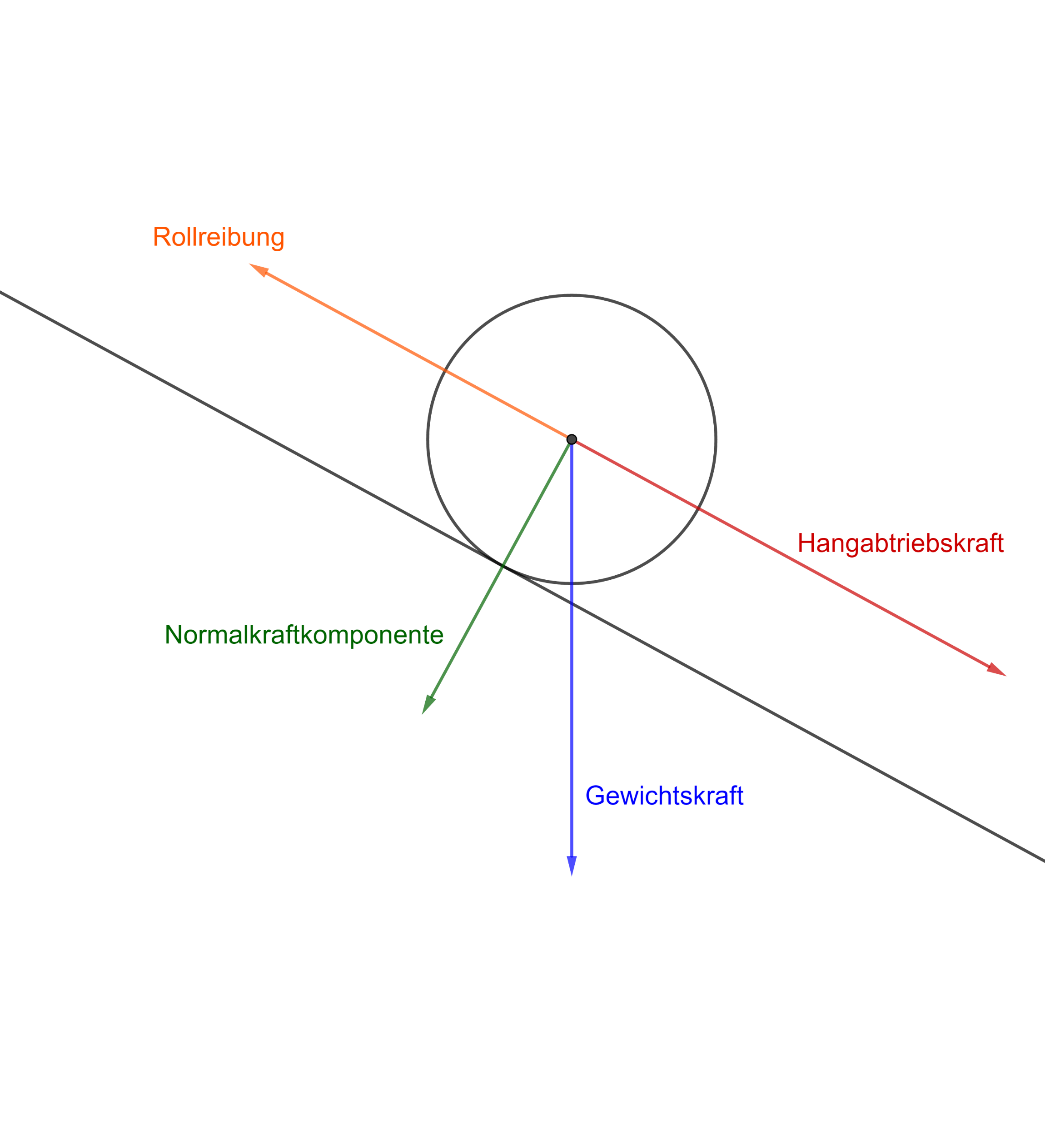 Rollreibung
Hangabtriebskraft
Normalkraftkomponente
Gewichtskraft